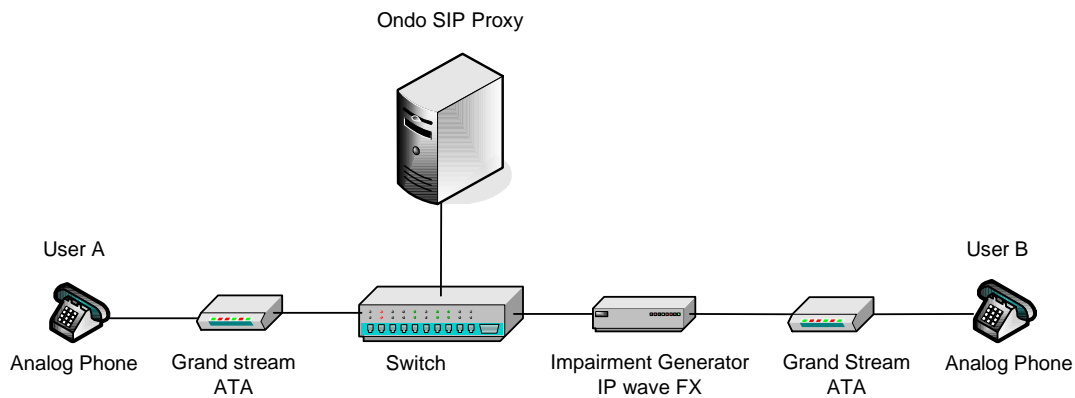 Ondo SIP Proxy
User A
User B
Analog Phone
Grand stream
ATA
Switch
Impairment Generator
IP wave FX
Grand Stream
ATA
Analog Phone